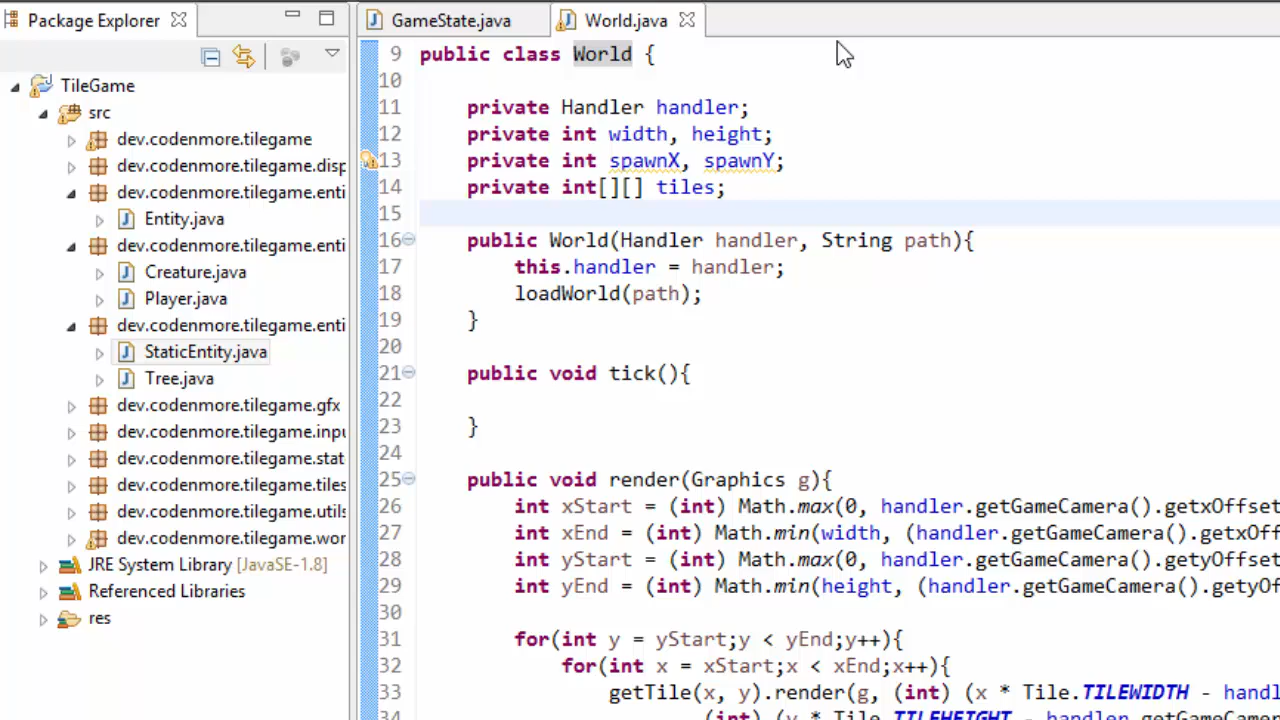 Package Explorer
TileGame
src
dev.codenmore.tilegame
dev.codenmore.tilegame.disp
dev.codenmore.tilegame.enti
Entity.java
dev.codenmore.tilegame.enti
Creature.java
Player.java
dev.codenmore.tilegame.enti
StaticEntity.java
Tree.java
dev.codenmore.tilegame.gfx
dev.codenmore.tilegame.inpu
dev.codenmore.tilegame.stat
dev.codenmore.tilegame.tiles
dev.codenmore.tilegame.utils
dev.codenmore.tilegame.wor
JRE System Library [JavaSE-1.8]
Referenced Libraries
res
GameState.java World.java
9 public class World {
10
11 private Handler handler;
12 private int width, height;
13 private int spawnX, spawnY;
14 private int[][] tiles;
15
16 public World(Handler handler, String path){
17 this.handler = handler;
18 loadWorld(path);
19 }
20
21 public void tick(){
22
23 }
24
25 public void render(Graphics g){
26 int xStart = (int) Math.max(0, handler.getGameCamera().getxOffset
27 int xEnd = (int) Math.min(width, (handler.getGameCamera().getxOff
28 int yStart = (int) Math.max(0, handler.getGameCamera().getyOffset
29 int yEnd = (int) Math.min(height, (handler.getGameCamera().getyOf
30
31 for(int y = yStart;y < yEnd;y++){
32 for(int x = xStart;x < xEnd;x++){
33 getTile(x, y).render(g, (int) (x * Tile.TILEWIDTH - handl
34 (int) (y * Tile.TILEHEIGHT - handler.getGameCamera